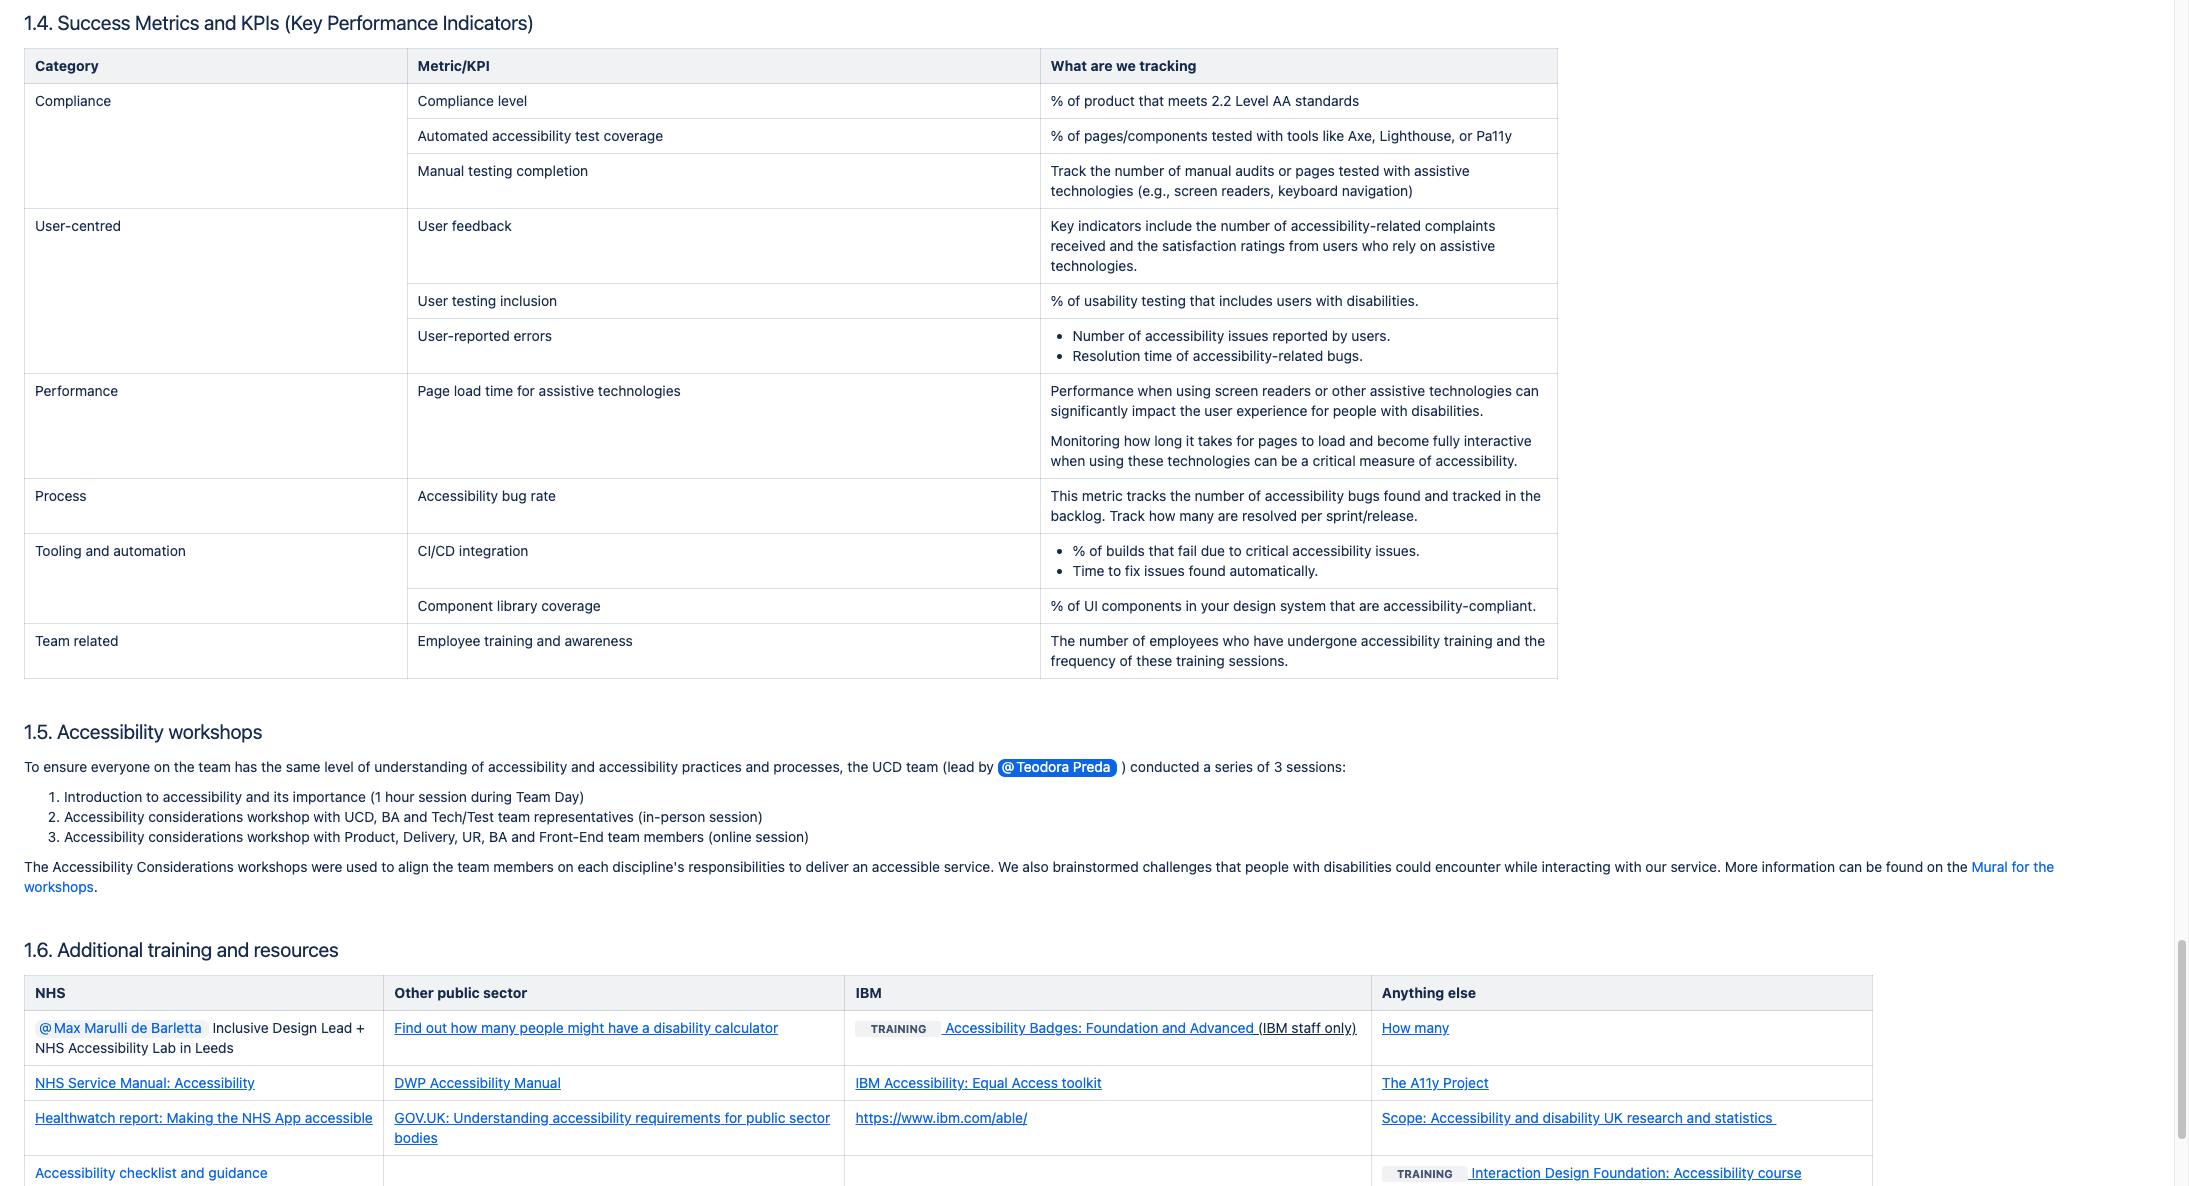 1.4. Success Metrics and KPIs (Key Performance Indicators)
Category
Metric/KPI
What are we tracking
Compliance
Compliance level
% of product that meets 2.2 Level AA standards
Automated accessibility test coverage
% of pages/components tested with tools like Axe, Lighthouse, or Pa11y
Manual testing completion
Track the number of manual audits or pages tested with assistive
technologies (e.g., screen readers, keyboard navigation)
User-centred
User feedback
Key indicators include the number of accessibility-related complaints
received and the satisfaction ratings from users who rely on assistive
technologies.
User testing inclusion
% of usability testing that includes users with disabilities.
User-reported errors
• Number of accessibility issues reported by users.
• Resolution time of accessibility-related bugs.
Performance
Page load time for assistive technologies
Performance when using screen readers or other assistive technologies can
significantly impact the user experience for people with disabilities.
Monitoring how long it takes for pages to load and become fully interactive
when using these technologies can be a critical measure of accessibility.
Process
Accessibility bug rate
This metric tracks the number of accessibility bugs found and tracked in the
backlog. Track how many are resolved per sprint/release.
Tooling and automation
CI/CD integration
• % of builds that fail due to critical accessibility issues.
• Time to fix issues found automatically.
Component library coverage
% of UI components in your design system that are accessibility-compliant.
Team related
Employee training and awareness
The number of employees who have undergone accessibility training and the
frequency of these training sessions.
1.5. Accessibility workshops
To ensure everyone on the team has the same level of understanding of accessibility and accessibility practices and processes, the UCD team (lead by @Teodora Preda ) conducted a series of 3 sessions:
1. Introduction to accessibility and its importance (1 hour session during Team Day)
2. Accessibility considerations workshop with UCD, BA and Tech/Test team representatives (in-person session)
3. Accessibility considerations workshop with Product, Delivery, UR, BA and Front-End team members (online session)
The Accessibility Considerations workshops were used to align the team members on each discipline's responsibilities to deliver an accessible service. We also brainstormed challenges that people with disabilities could encounter while interacting with our service. More information can be found on the Mural for the
workshops.
1.6. Additional training and resources
NHS
Other public sector
IBM
Anything else
@Max Marulli de Barletta Inclusive Design Lead +
NHS Accessibility Lab in Leeds
Find out how many people might have a disability calculator
TRAINING Accessibility Badges: Foundation and Advanced (IBM staff only)
How many
NHS Service Manual: Accessibility
DWP Accessibility Manual
IBM Accessibility: Equal Access toolkit
The A11y Project
Healthwatch report: Making the NHS App accessible
GOV.UK: Understanding accessibility requirements for public sector
bodies
https://www.ibm.com/able/
Scope: Accessibility and disability UK research and statistics
Accessibility checklist and guidance
TRAINING Interaction Design Foundation: Accessibility course